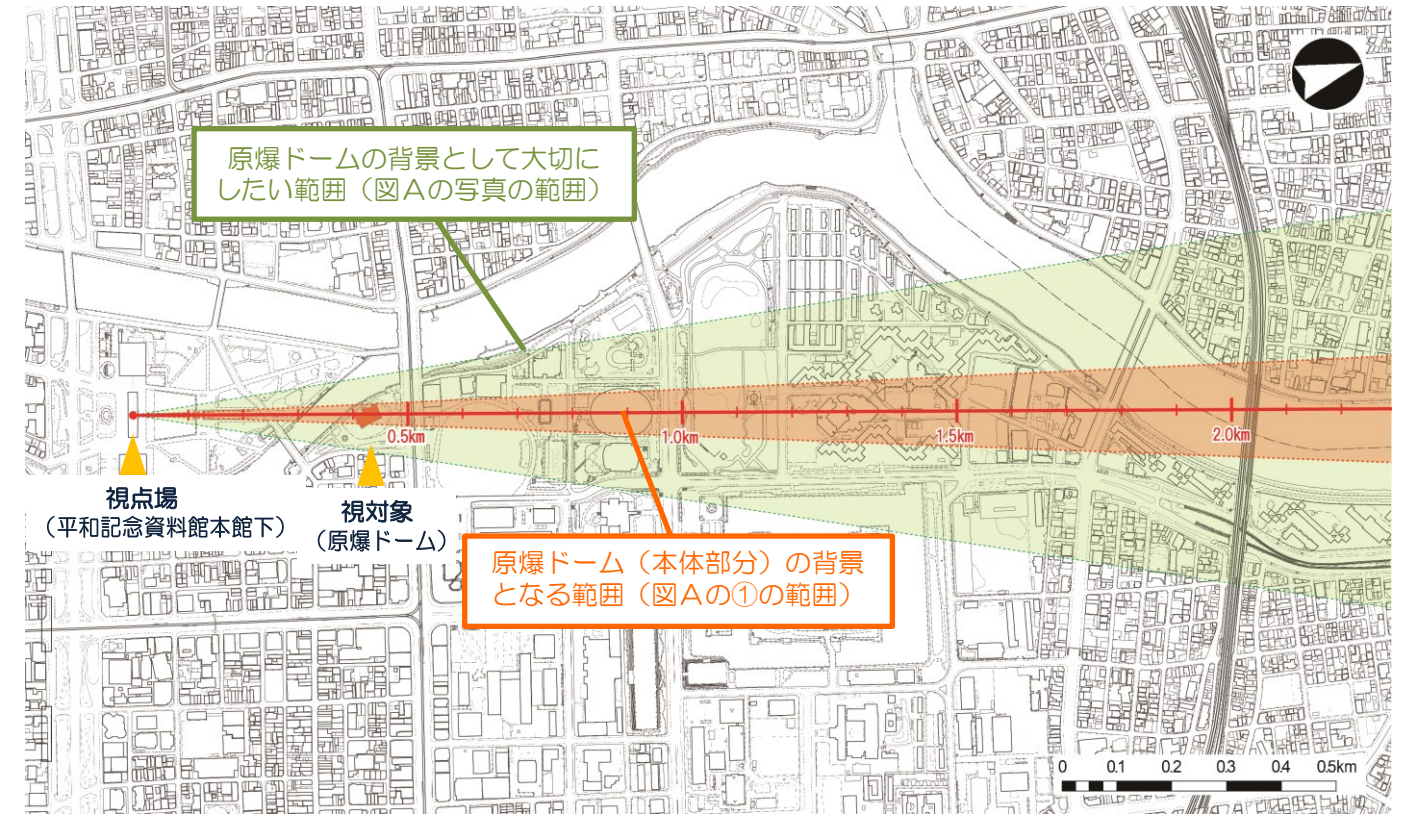 原爆ドームの背景として大切に
したい範囲（図Aの写真の範囲）
0.5km
1.0km
1.5km
2.0km
視点場
（平和記念資料館本館下）
視対象
（原爆ドーム）
原爆ドーム（本体部分）の背景
となる範囲（図Aの①の範囲）
0 0.1 0.2 0.3 0.4 0.5km